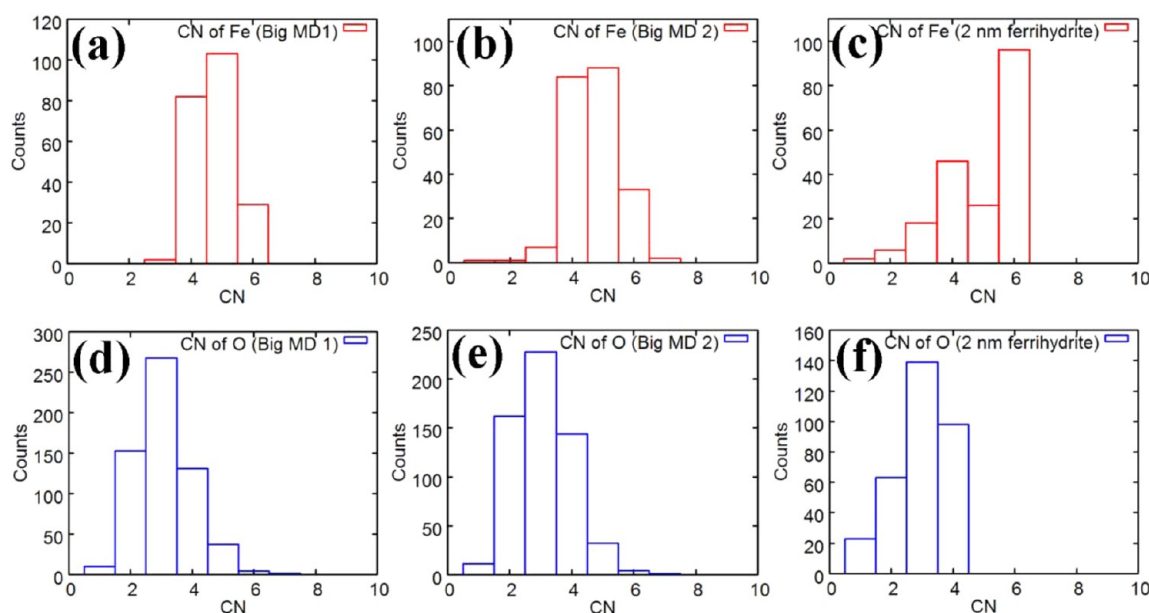 (a)
CN of Fe (Big MD1)
120
100
80
60
40
20
0
Counts
0 2 4 6 8 10
CN
(b)
CN of Fe (Big MD 2)
100
80
60
40
20
0
Counts
0 2 4 6 8 10
CN
(c)
CN of Fe (2 nm ferrihydrite)
100
80
60
40
20
0
Counts
0 2 4 6 8 10
CN
(d)
CN of O (Big MD 1)
300
250
200
150
100
50
0
Counts
0 2 4 6 8 10
CN
(e)
CN of O (Big MD 2)
250
200
150
100
50
0
Counts
0 2 4 6 8 10
CN
(f)
CN of O (2 nm ferrihydrite)
160
140
120
100
80
60
40
20
0
Counts
0 2 4 6 8 10
CN